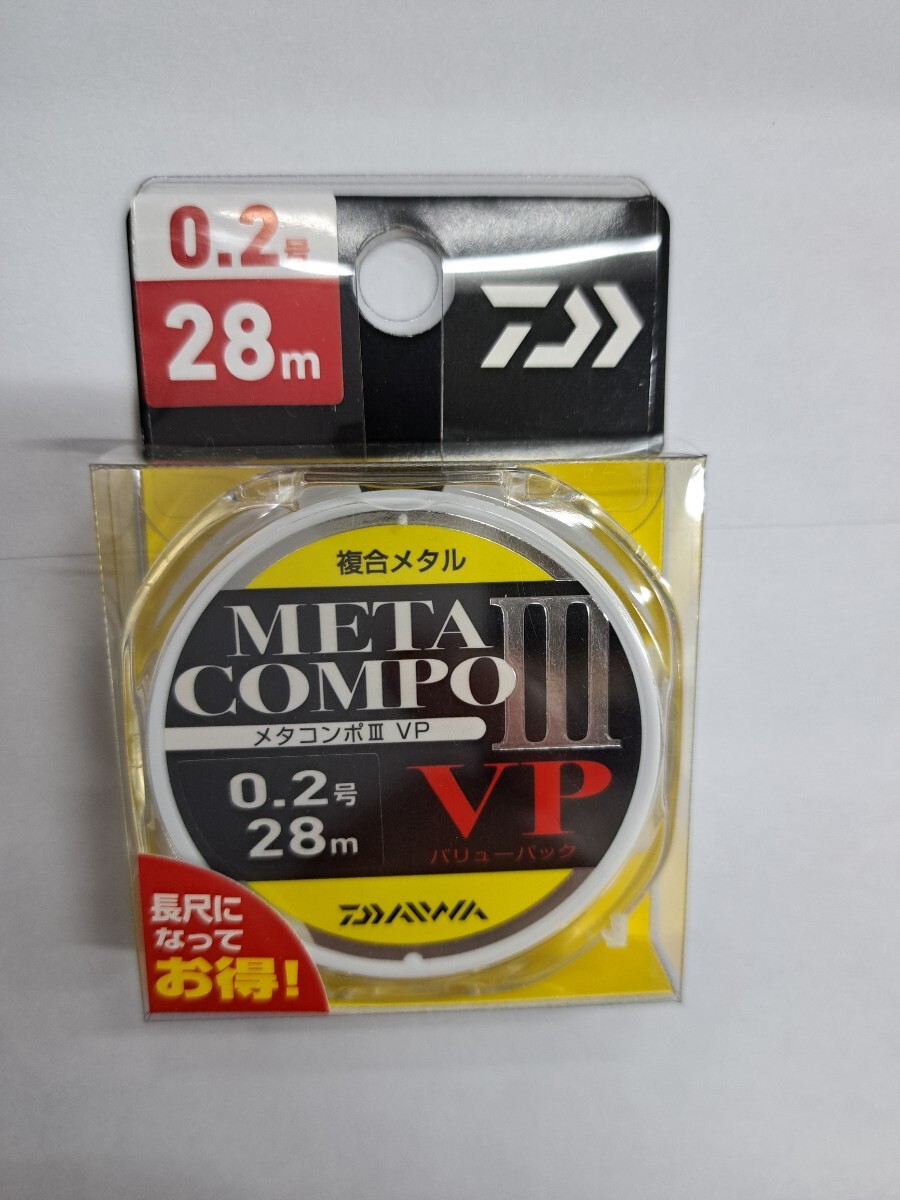 0.2号
28m
複合メタル
META
COMPO III
メタコンポⅢ VP
0.2号
28m
VP
バリューパック
DAIWA
長尺に
なって
お得!